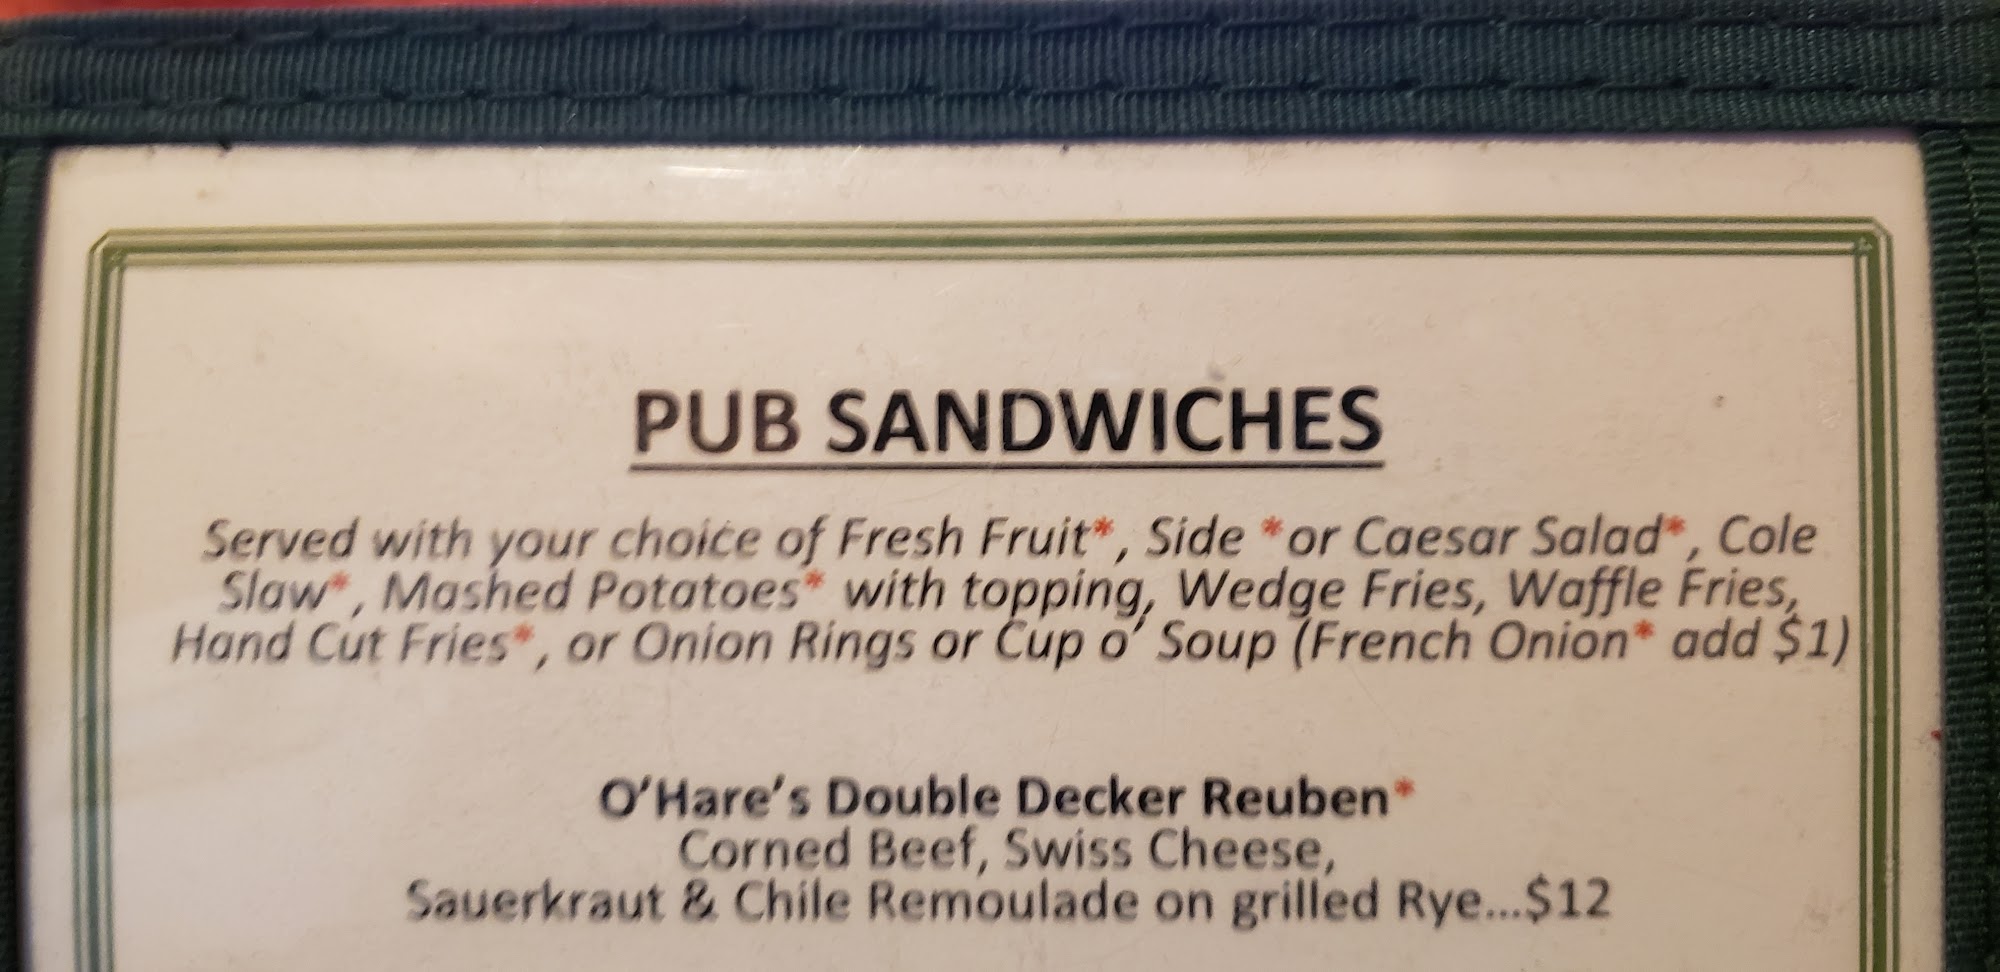 PUB SANDWICHES
Served with your choice of Fresh Fruit*, Side *or Caesar Salad*, Cole
Slaw*, Mashed Potatoes* with topping, Wedge Fries, Waffle Fries,
Hand Cut Fries*, or Onion Rings or Cup o' Soup (French Onion* add $1)
O'Hare's Double Decker Reuben*
Corned Beef, Swiss Cheese,
Sauerkraut & Chile Remoulade on grilled Rye...$12